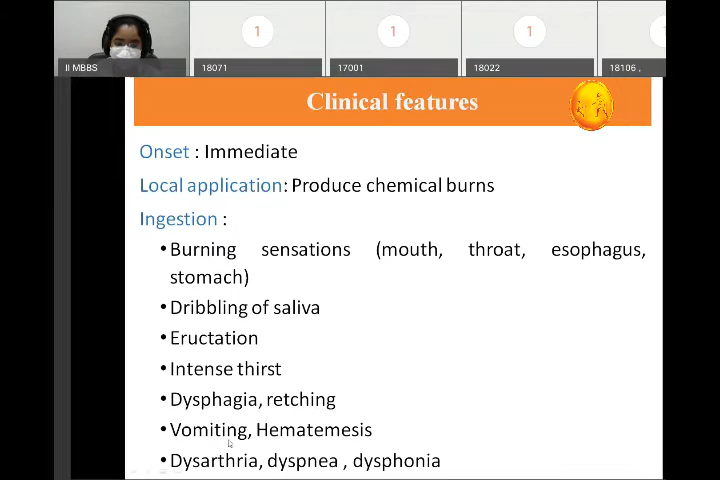 1
1
1
1
II MBBS
18071
17001
18022
18106 ,
Clinical features
Onset : Immediate
Local application: Produce chemical burns
Ingestion :
•Burning sensations (mouth, throat, esophagus,
stomach)
•Dribbling of saliva
•Eructation
•Intense thirst
•Dysphagia, retching
•Vomiting, Hematemesis
•Dysarthria, dyspnea , dysphonia